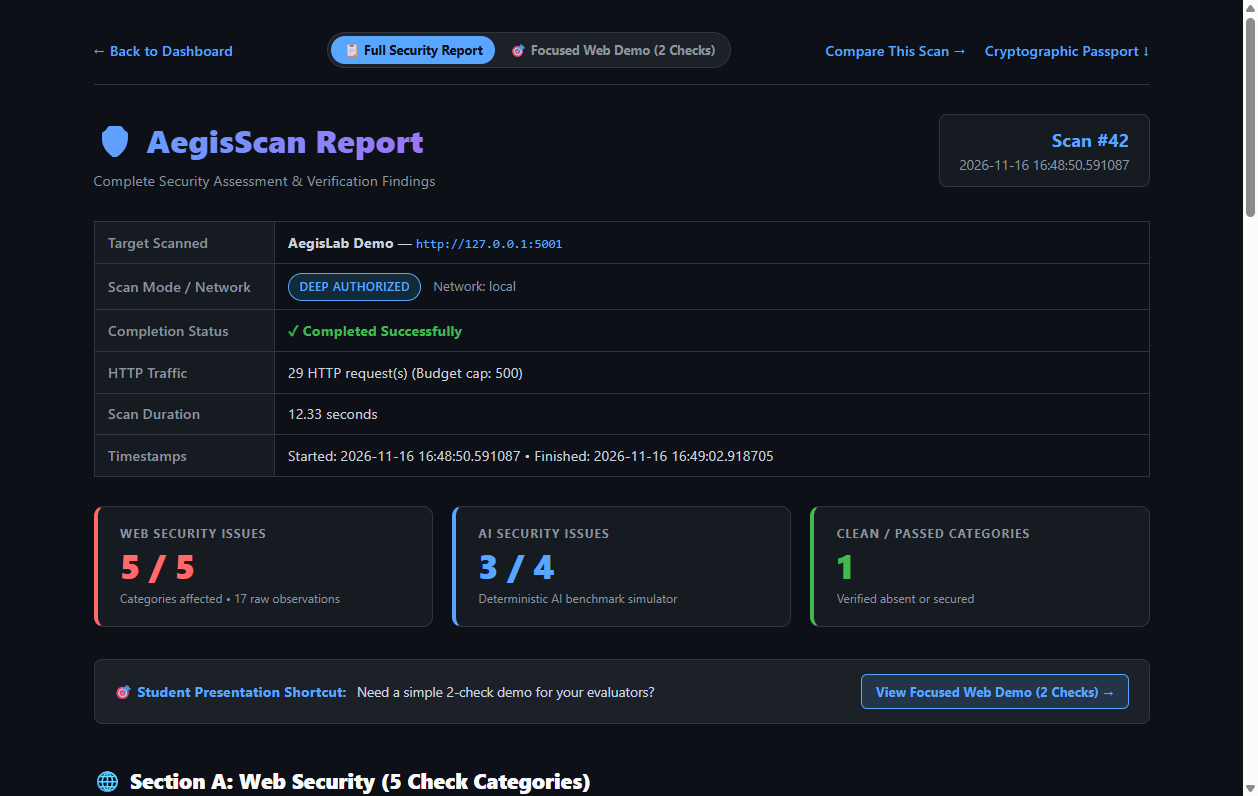 ← Back to Dashboard
📋 Full Security Report
🎯 Focused Web Demo (2 Checks)
Compare This Scan →
Cryptographic Passport ↓
AegisScan Report
Complete Security Assessment & Verification Findings
Scan #42
2026-11-16 16:48:50.591087
Target Scanned
AegisLab Demo — http://127.0.0.1:5001
Scan Mode / Network
DEEP AUTHORIZED Network: local
Completion Status
✓ Completed Successfully
HTTP Traffic
29 HTTP request(s) (Budget cap: 500)
Scan Duration
12.33 seconds
Timestamps
Started: 2026-11-16 16:48:50.591087 • Finished: 2026-11-16 16:49:02.918705
WEB SECURITY ISSUES
5 / 5
Categories affected • 17 raw observations
AI SECURITY ISSUES
3 / 4
Deterministic AI benchmark simulator
CLEAN / PASSED CATEGORIES
1
Verified absent or secured
🎯 Student Presentation Shortcut: Need a simple 2-check demo for your evaluators?
View Focused Web Demo (2 Checks) →
🌐 Section A: Web Security (5 Check Categories)